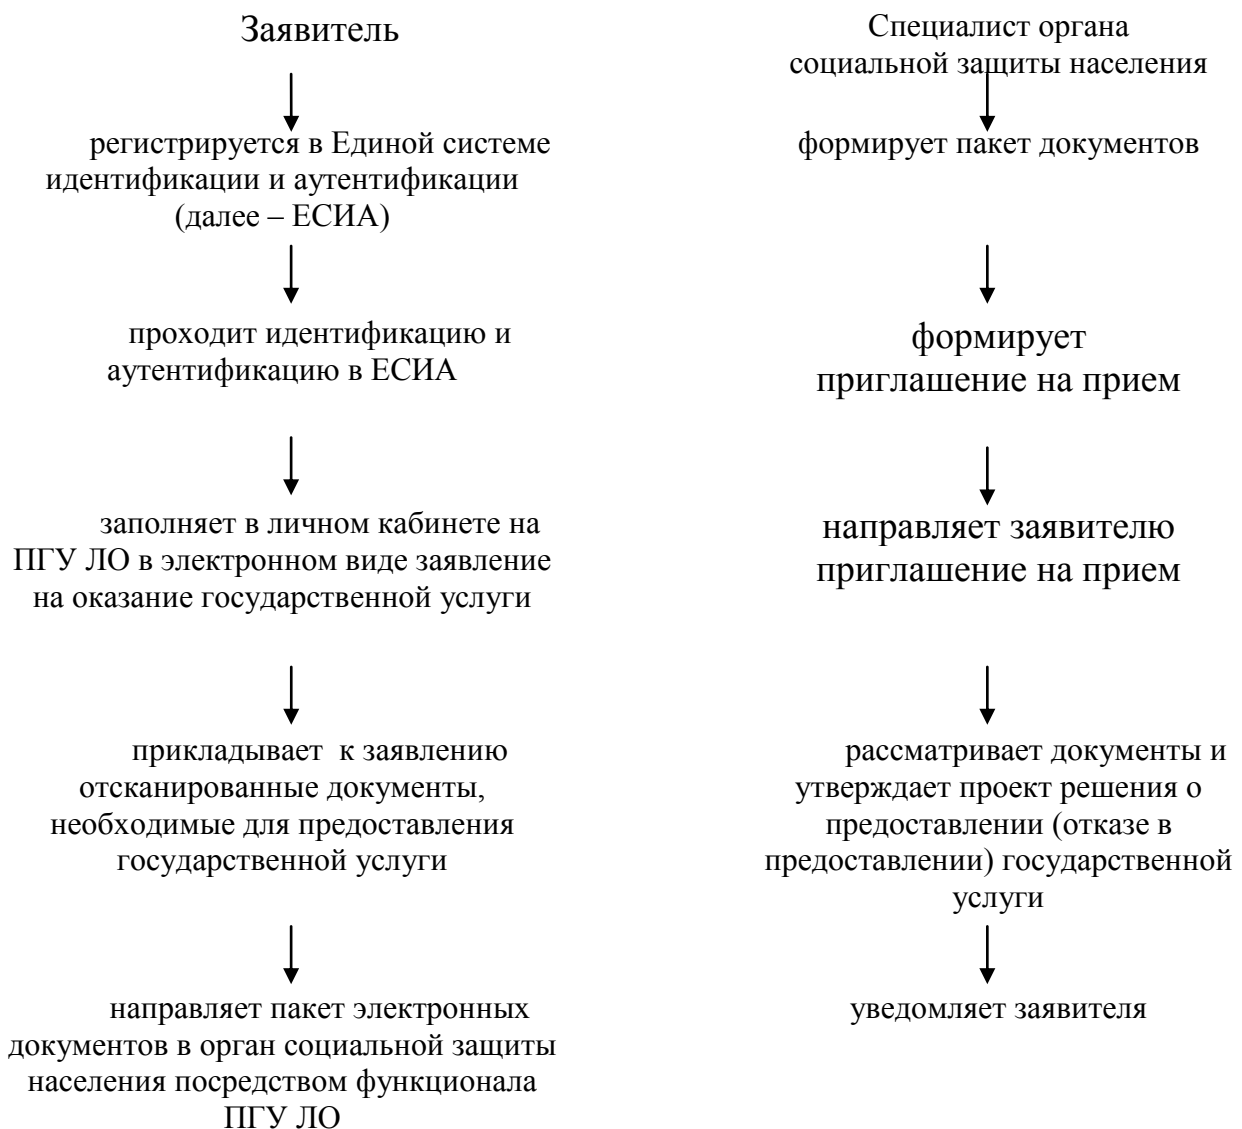 Заявитель
регистрируется в Единой системе
идентификации и аутентификации
(далее – ЕСИА)
проходит идентификацию и
аутентификацию в ЕСИА
заполняет в личном кабинете на
ПГУ ЛО в электронном виде заявление
на оказание государственной услуги
прикладывает к заявлению
отсканированные документы,
необходимые для предоставления
государственной услуги
направляет пакет электронных
документов в орган социальной защиты
населения посредством функционала
ПГУ ЛО
Специалист органа
социальной защиты населения
формирует пакет документов
формирует
приглашение на прием
направляет заявителю
приглашение на прием
рассматривает документы и
утверждает проект решения о
предоставлении (отказе в
предоставлении) государственной
услуги
уведомляет заявителя